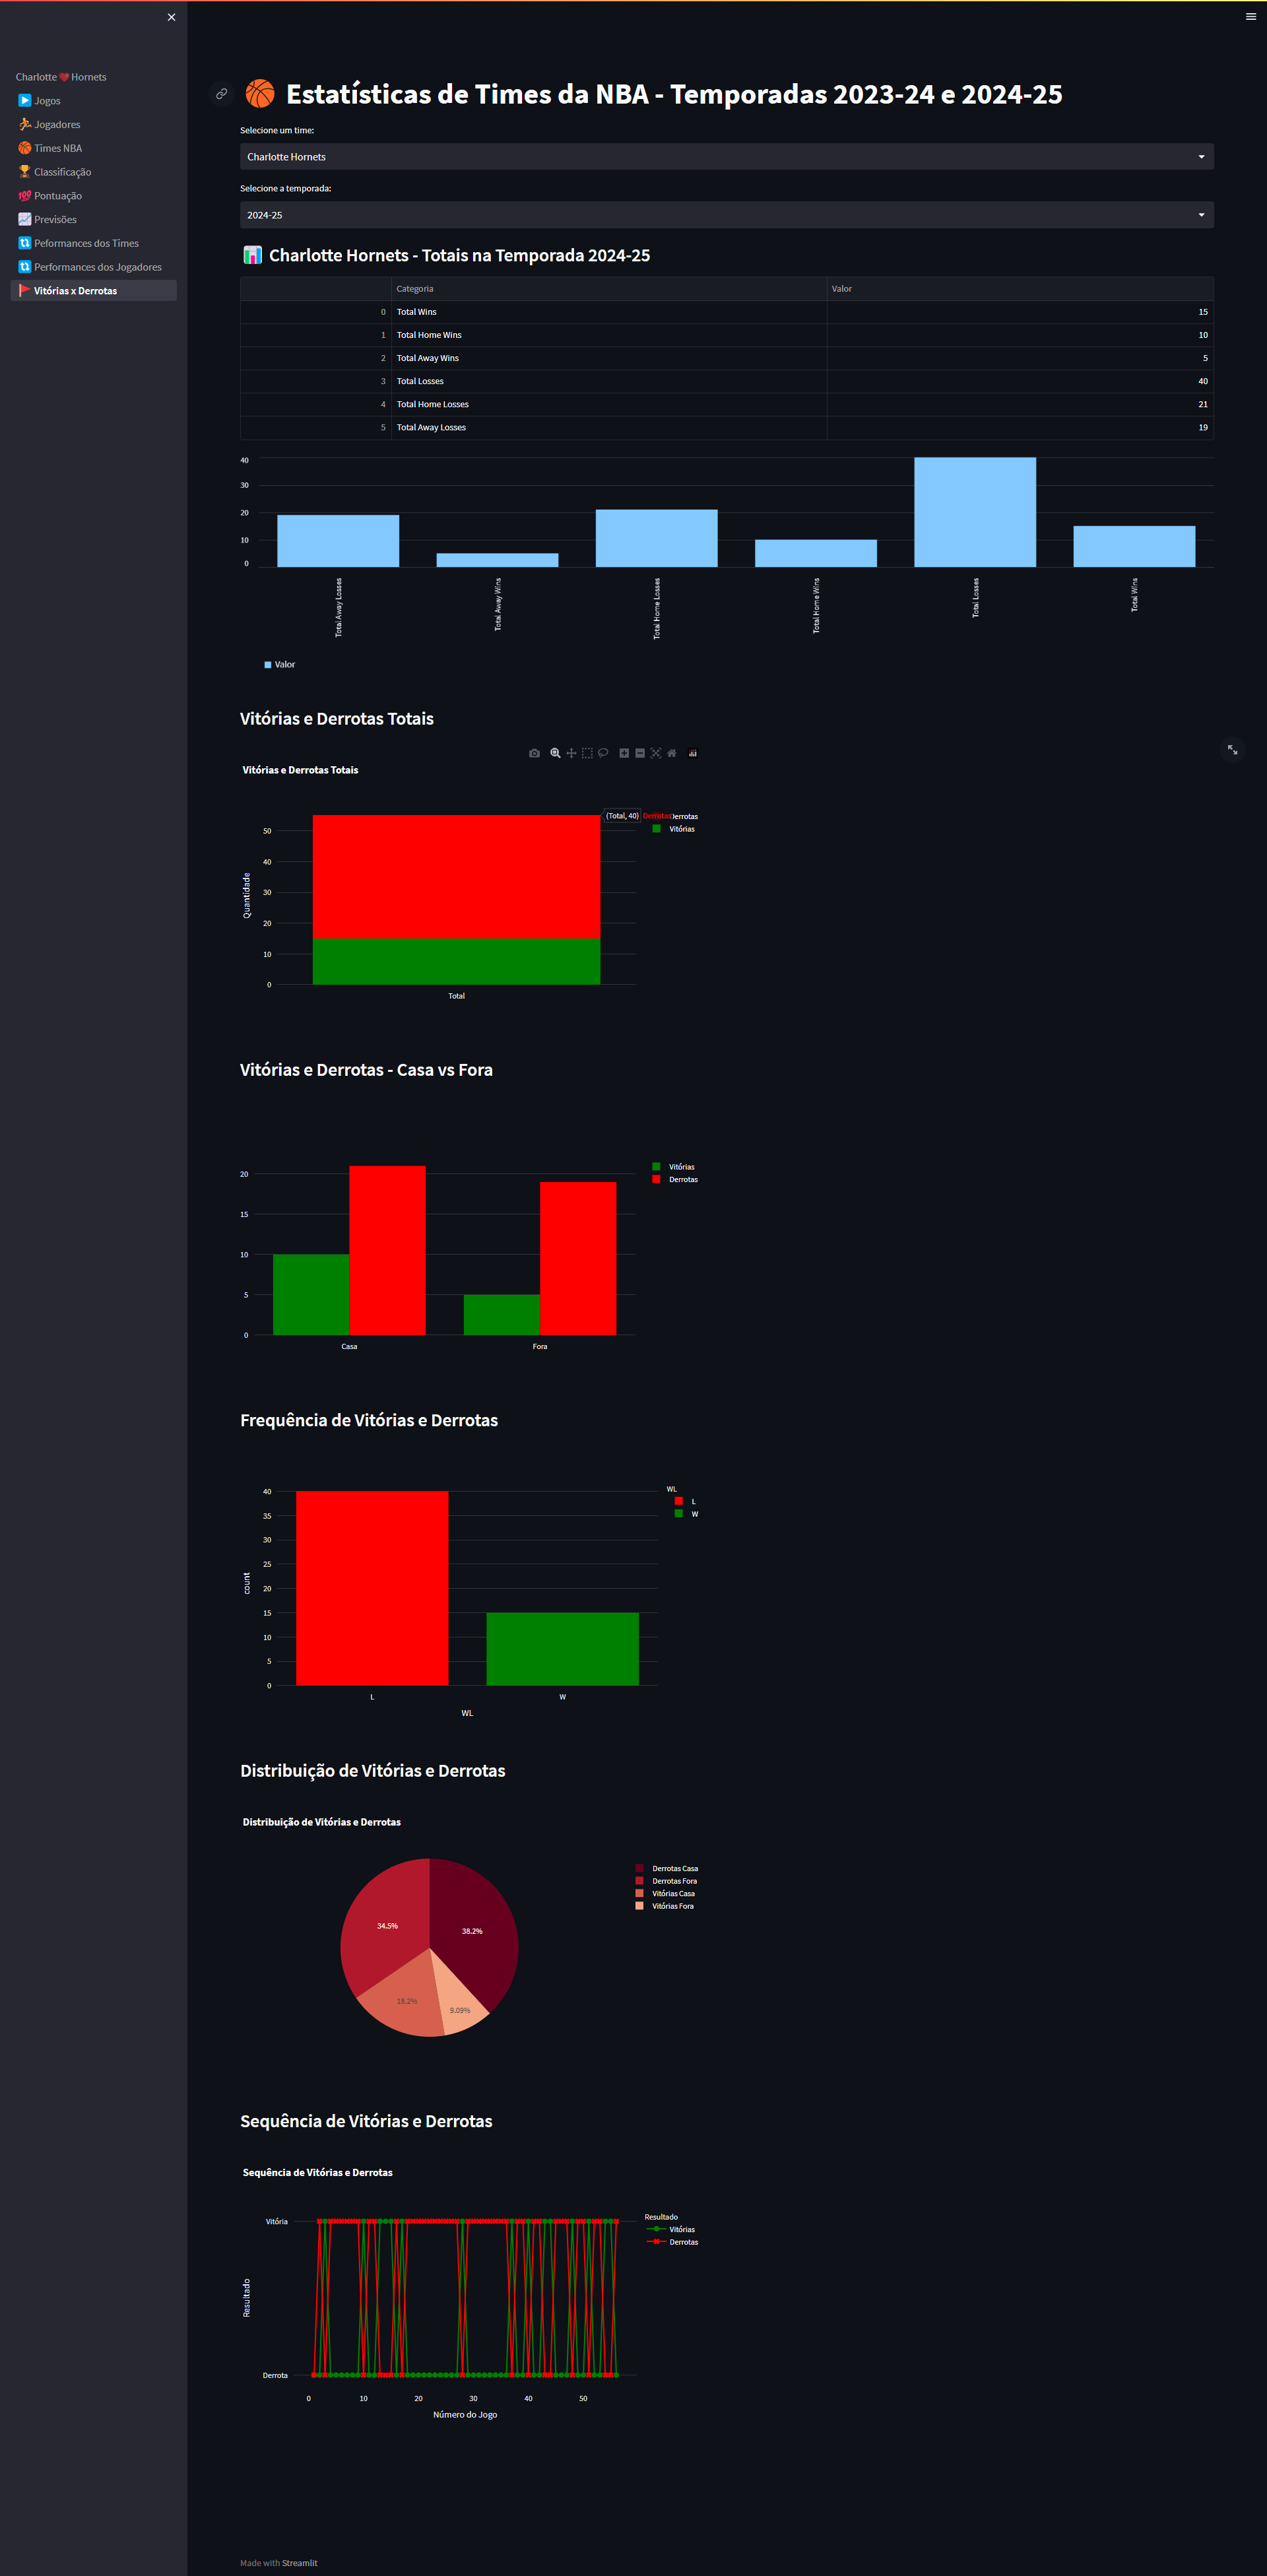 Charlotte ❤️ Hornets
▶️ Jogos
⛹️ Jogadores
🏀 Times NBA
🏆 Classificação
💯 Pontuação
📈 Previsões
🔃 Peformances dos Times
🔃 Performances dos Jogadores
🚩 Vitórias x Derrotas
🏀 Estatísticas de Times da NBA - Temporadas 2023-24 e 2024-25
Selecione um time:
Charlotte Hornets
Selecione a temporada:
2024-25
📊 Charlotte Hornets - Totais na Temporada 2024-25
Categoria Valor
0 Total Wins 15
1 Total Home Wins 10
2 Total Away Wins 5
3 Total Losses 40
4 Total Home Losses 21
5 Total Away Losses 19
40
30
20
10
0
Total Away Losses
Total Away Wins
Total Home Losses
Total Home Wins
Total Losses
Total Wins
Valor
Vitórias e Derrotas Totais
Vitórias e Derrotas Totais
(Total, 40) Derrotas
Derrotas
Vitórias
50
40
30
20
10
0
Quantidade
Total
Vitórias e Derrotas - Casa vs Fora
Vitórias
Derrotas
20
15
10
5
0
Casa Fora
Frequência de Vitórias e Derrotas
WL
L
W
40
35
30
25
20
15
10
5
0
count
L W
WL
Distribuição de Vitórias e Derrotas
Distribuição de Vitórias e Derrotas
Derrotas Casa
Derrotas Fora
Vitórias Casa
Vitórias Fora
34.5%
38.2%
18.2%
9.09%
Sequência de Vitórias e Derrotas
Sequência de Vitórias e Derrotas
Resultado
Vitórias
Derrotas
Vitória
Resultado
Derrota
0 10 20 30 40 50
Número do Jogo
Made with Streamlit